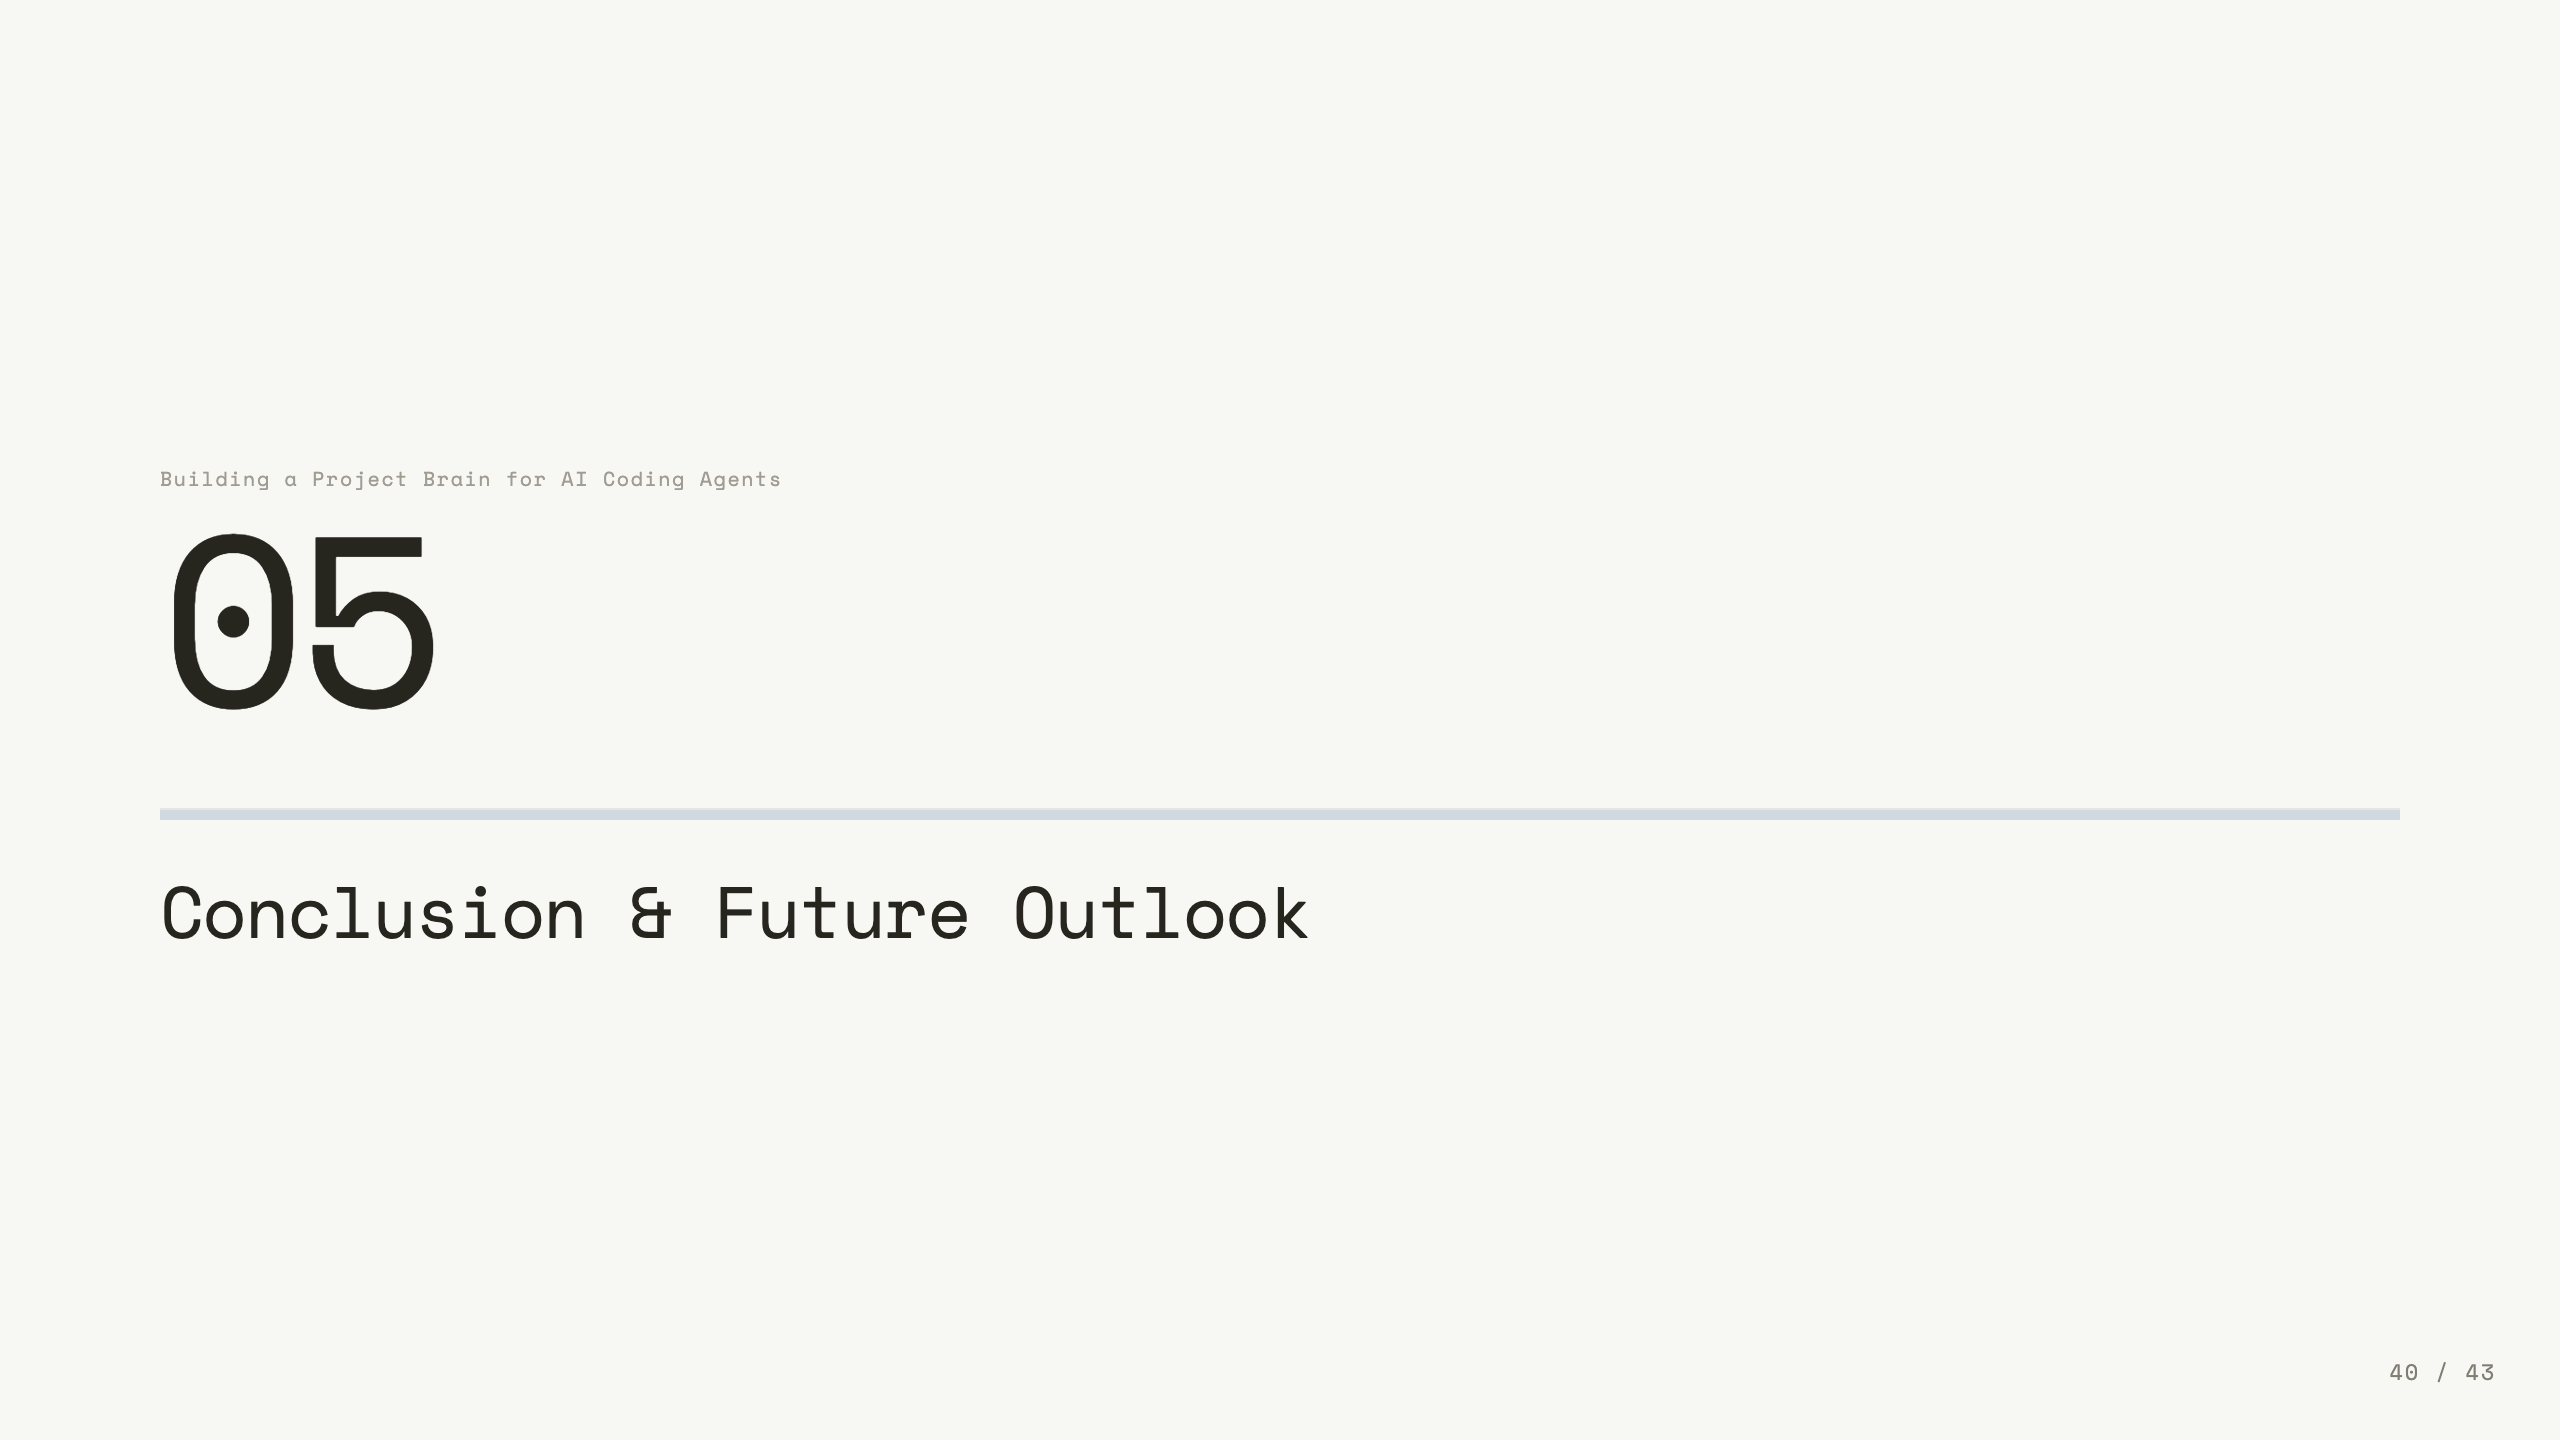 Building a Project Brain for AI Coding Agents
05
Conclusion & Future Outlook
40 / 43